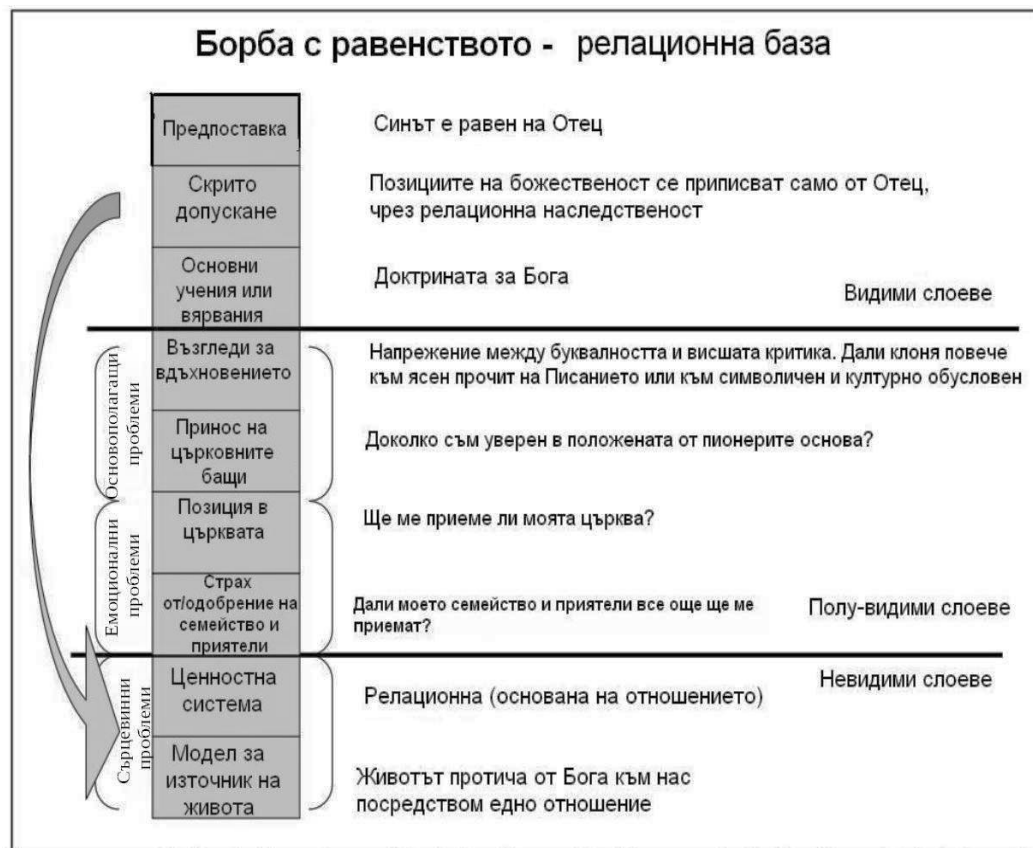 Борба с равенството - релационна база
Предпоставка
Синът е равен на Отец
Скрито
допускане
Позициите на божественост се приписват само от Отец,
чрез релационна наследственост
Основни
учения или
вярвания
Доктрината за Бога
Видими слоеве
Основополагащи
проблеми
Възгледи за
вдъхновението
Напрежение между буквалността и висшата критика. Дали клоня повече
към ясен прочит на Писанието или към символичен и културно обусловен
Принос на
църковните
бащи
Доколко съм уверен в положената от пионерите основа?
Емоционални
проблеми
Позиция в
църквата
Ще ме приеме ли моята църква?
Страх
от/одобрение на
семейство и
приятели
Дали моето семейство и приятели все още ще ме
приемат?
Полу-видими слоеве
Сърцевинни
проблеми
Ценностна
система
Релационна (основана на отношението)
Невидими слоеве
Модел за
източник на
живота
Животът протича от Бога към нас
посредством едно отношение